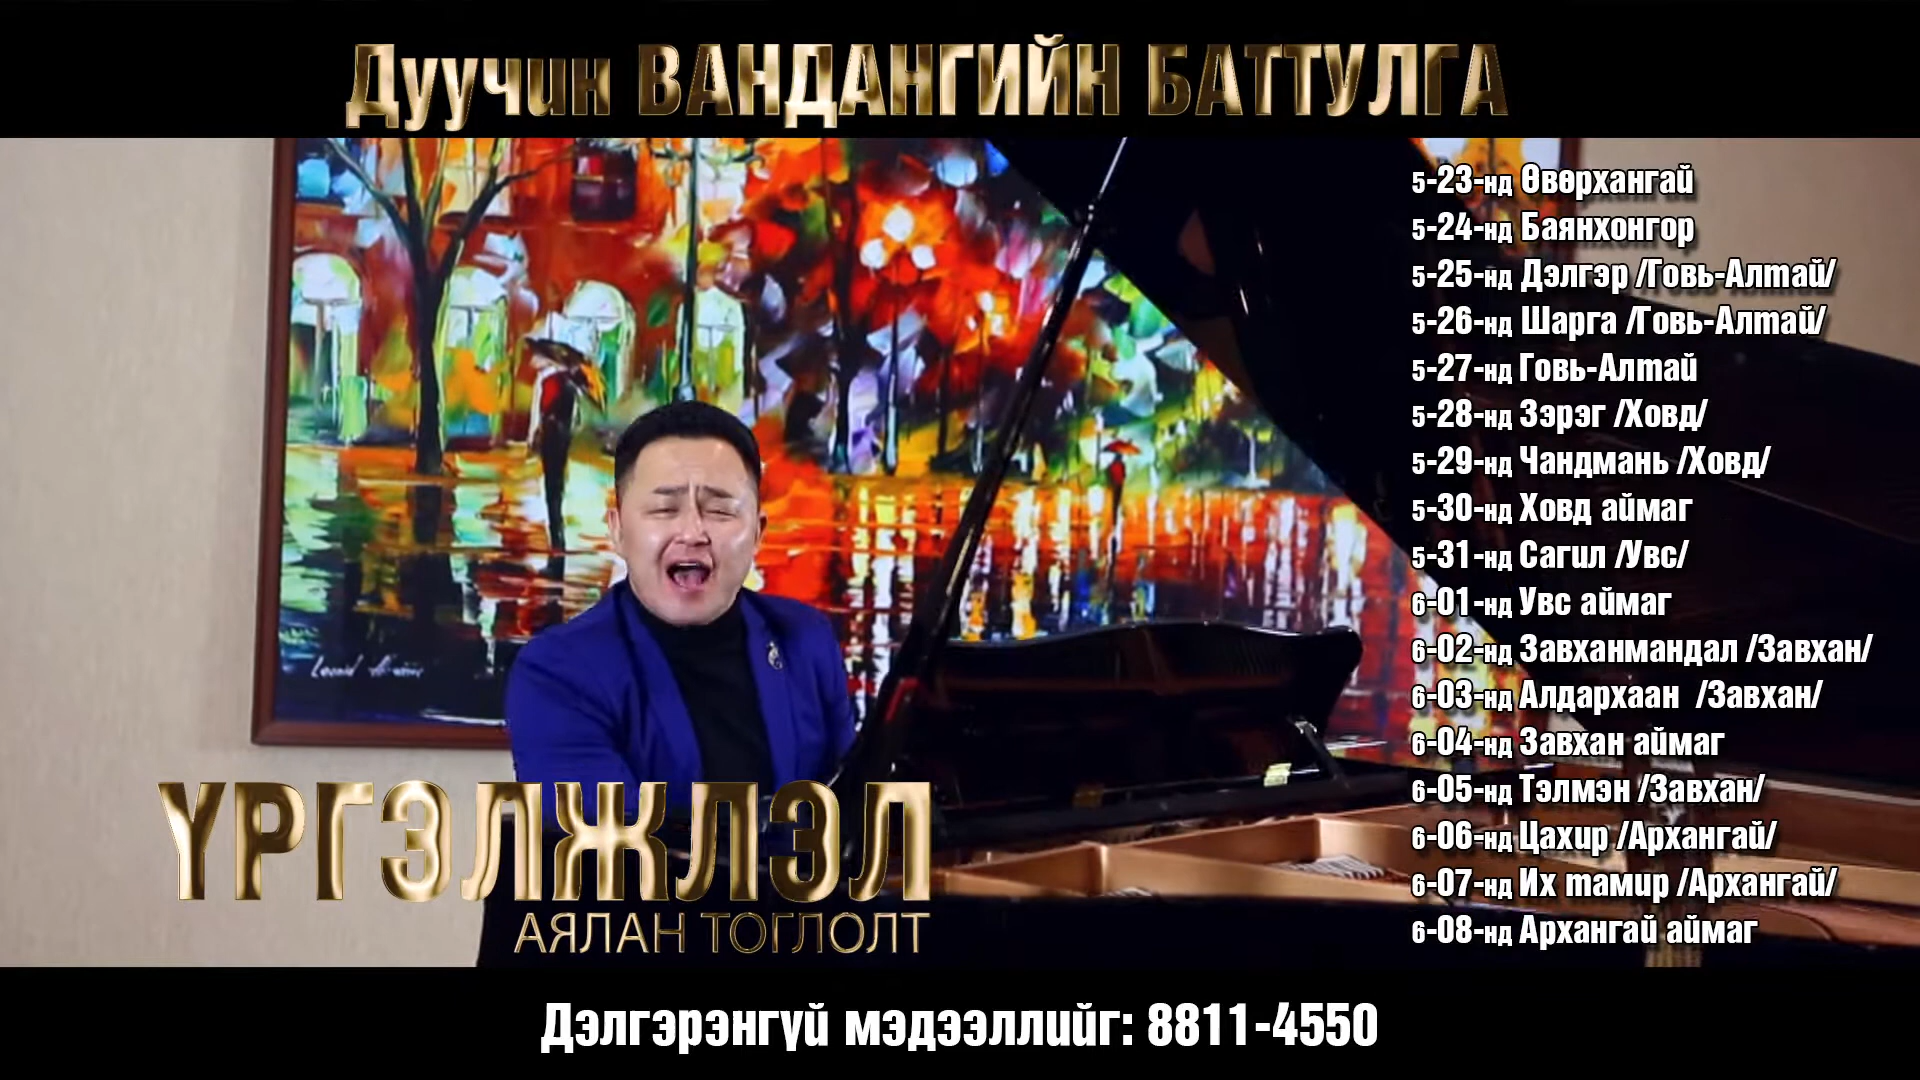 Дуучин ВАНДАНГИЙН БАТТУЛГА
5-23-нд Өвөрхангай
5-24-нд Баянхонгор
5-25-нд Дэлгэр /Говь-Алтай/
5-26-нд Шарга /Говь-Алтай/
5-27-нд Говь-Алтай
5-28-нд Зэрэг /Ховд/
5-29-нд Чандмань /Ховд/
5-30-нд Ховд аймаг
5-31-нд Сагил /Увс/
6-01-нд Увс аймаг
6-02-нд Завханмандал /Завхан/
6-03-нд Алдархаан /Завхан/
6-04-нд Завхан аймаг
6-05-нд Тэлмэн /Завхан/
6-06-нд Цахир /Архангай/
6-07-нд Их тамир /Архангай/
6-08-нд Архангай аймаг
ҮРГЭЛЖЛЭЛ
АЯЛАН ТОГЛОЛТ
Дэлгэрэнгүй мэдээллийг: 8811-4550